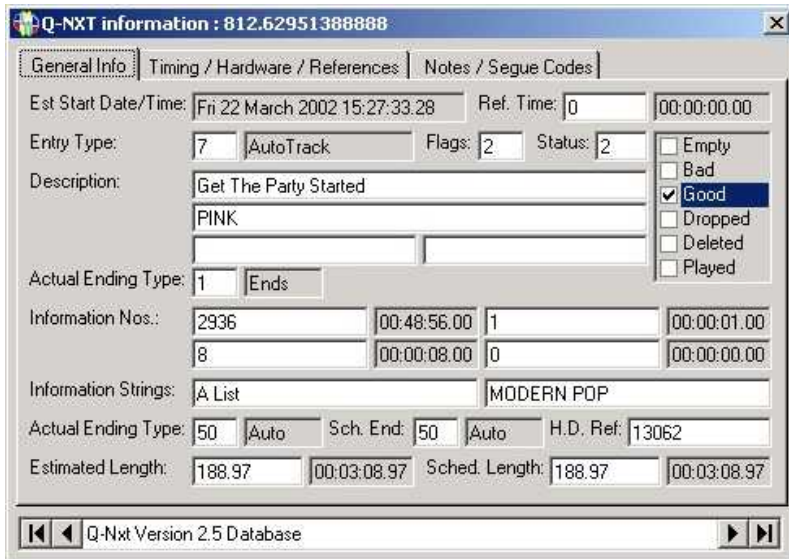 Q-NXT information : 812.62951388888
General Info Timing / Hardware / References Notes / Segue Codes
Est Start Date/Time: Fri 22 March 2002 15:27:33.28 Ref. Time: 0 00:00:00.00
Entry Type: 7 AutoTrack Flags: 2 Status: 2 Empty
Bad
Description: Get The Party Started Good
PINK Dropped
Deleted
Actual Ending Type: 1 Ends Played
Information Nos.: 2936 00:48:56.00 1 00:00:01.00
8 00:00:08.00 0 00:00:00.00
Information Strings: A List MODERN POP
Actual Ending Type: 50 Auto Sch. End: 50 Auto H.D. Ref: 13062
Estimated Length: 188.97 00:03:08.97 Sched. Length: 188.97 00:03:08.97
Q-Nxt Version 2.5 Database